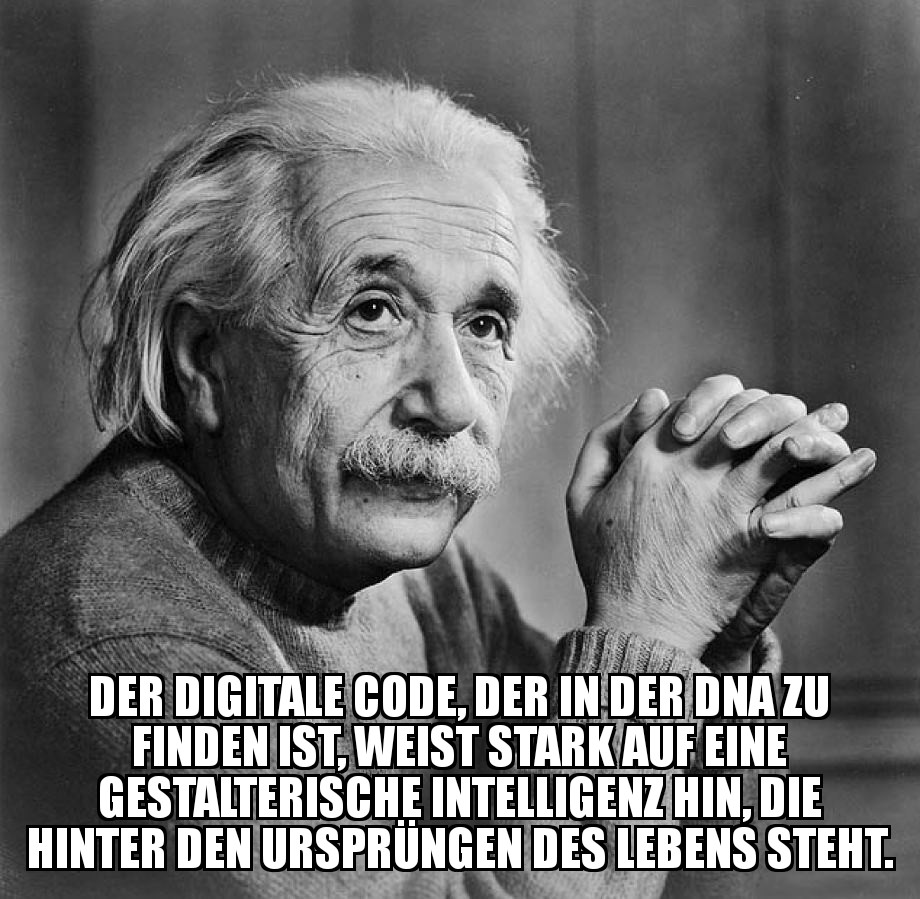 DER DIGITALE CODE, DER IN DER DNA ZU
FINDEN IST, WEIST STARK AUF EINE
GESTALTERISCHE INTELLIGENZ HIN, DIE
HINTER DEN URSPRÜNGEN DES LEBENS STEHT.